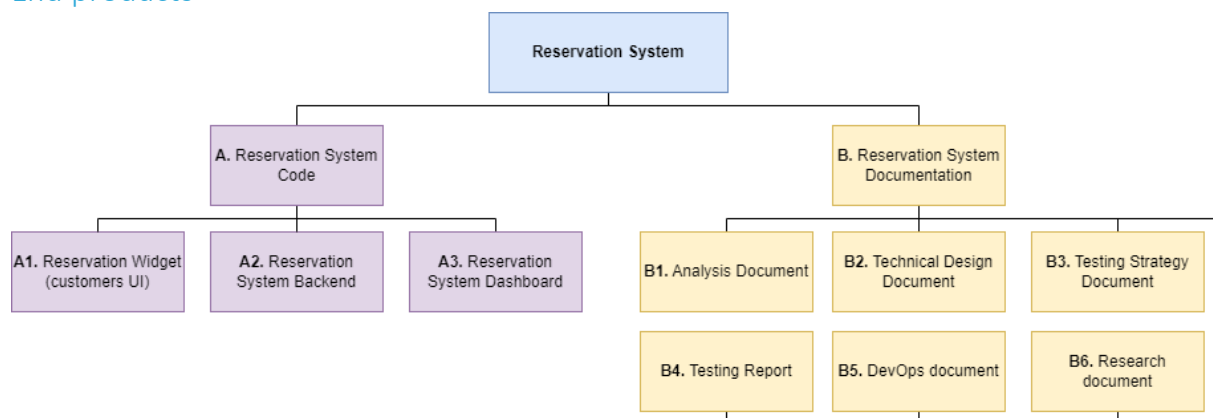 End products
Reservation System
A. Reservation System
Code
B. Reservation System
Documentation
A1. Reservation Widget
(customers UI)
A2. Reservation
System Backend
A3. Reservation
System Dashboard
B1. Analysis Document
B2. Technical Design
Document
B3. Testing Strategy
Document
B4. Testing Report
B5. DevOps document
B6. Research
document